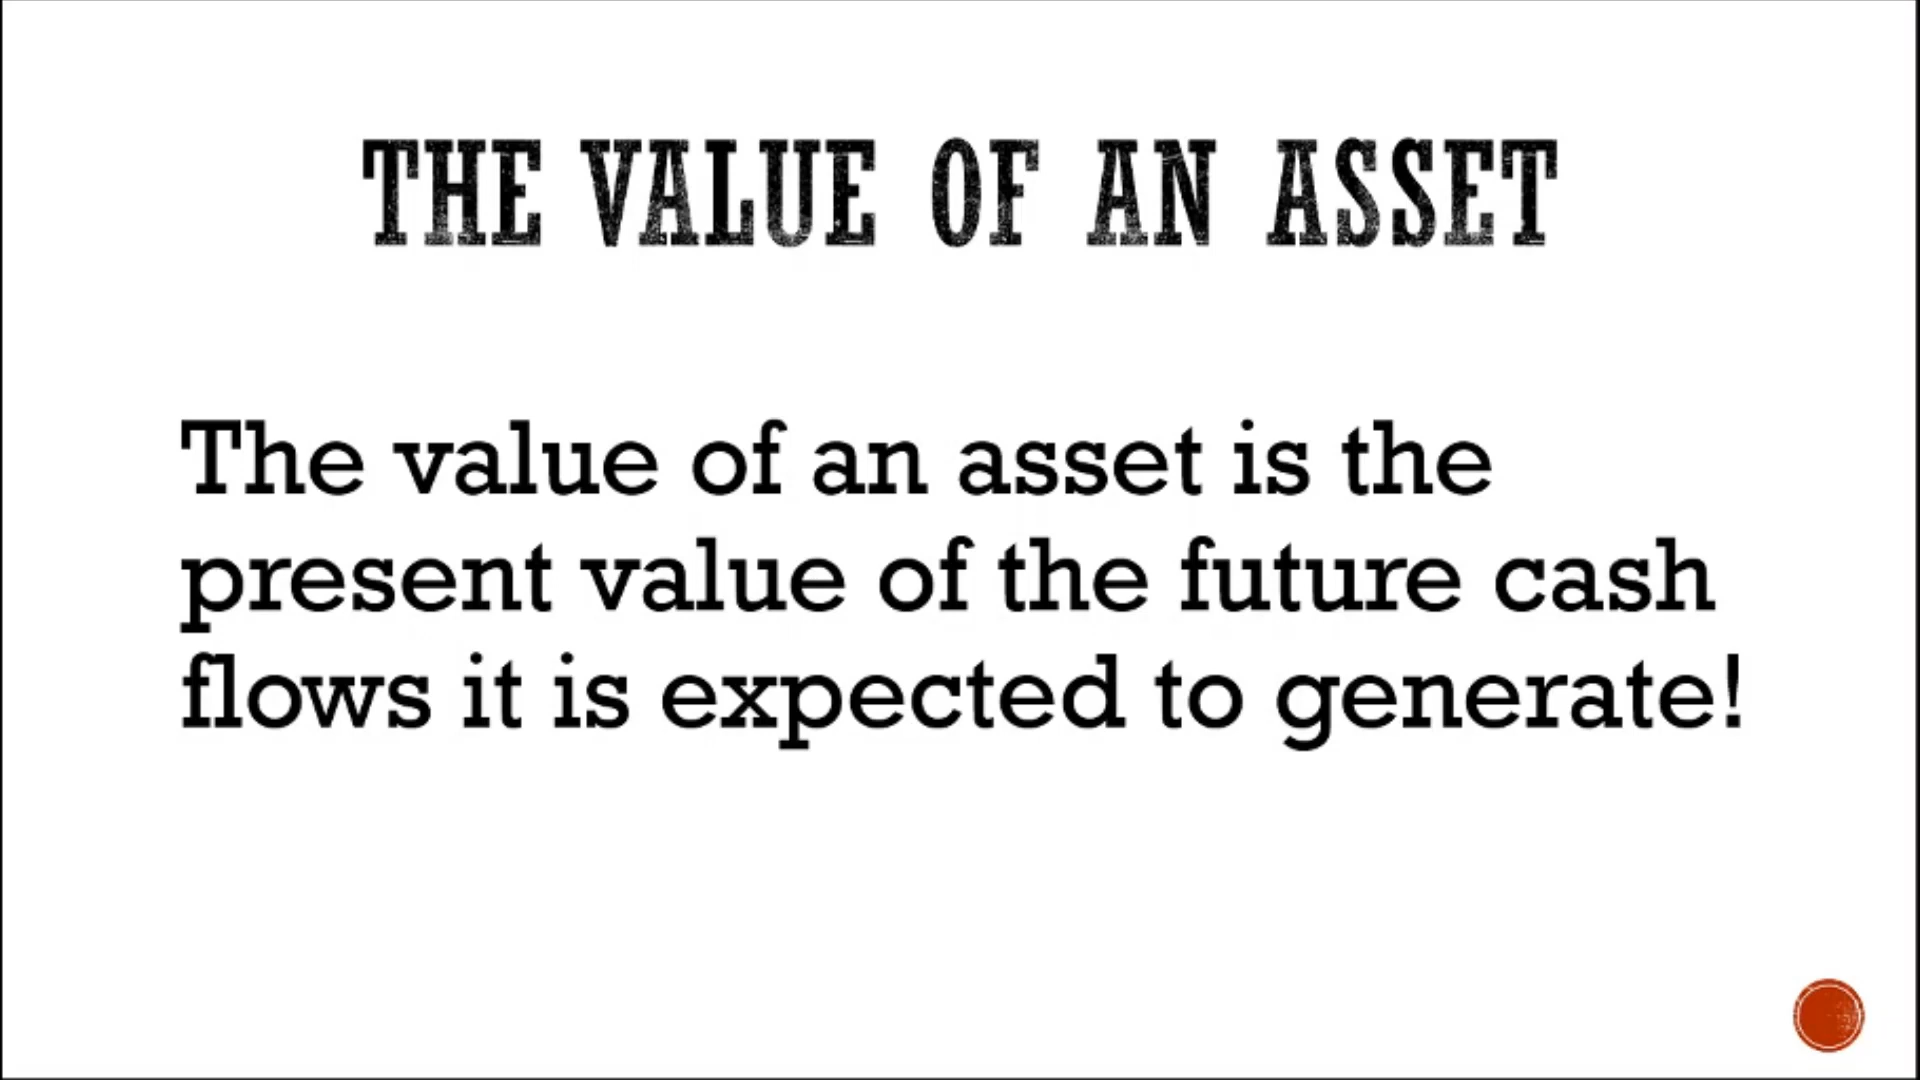 THE VALUE OF AN ASSET
The value of an asset is the
present value of the future cash
flows it is expected to generate!